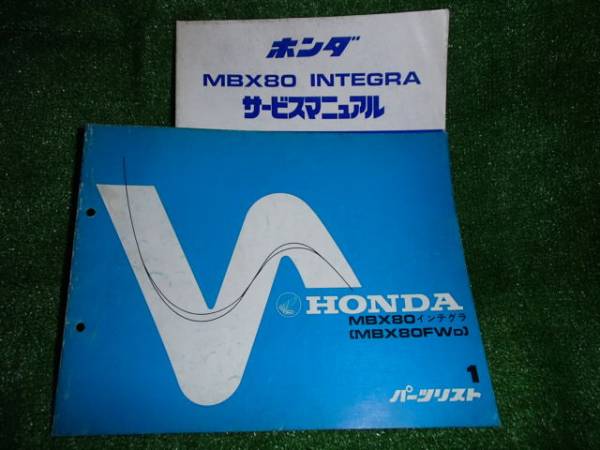 ホンダ
MBX80 INTEGRA
サービスマニュアル
HONDA
MBX80インテグラ
(MBX80FWD)
1
パーツリスト